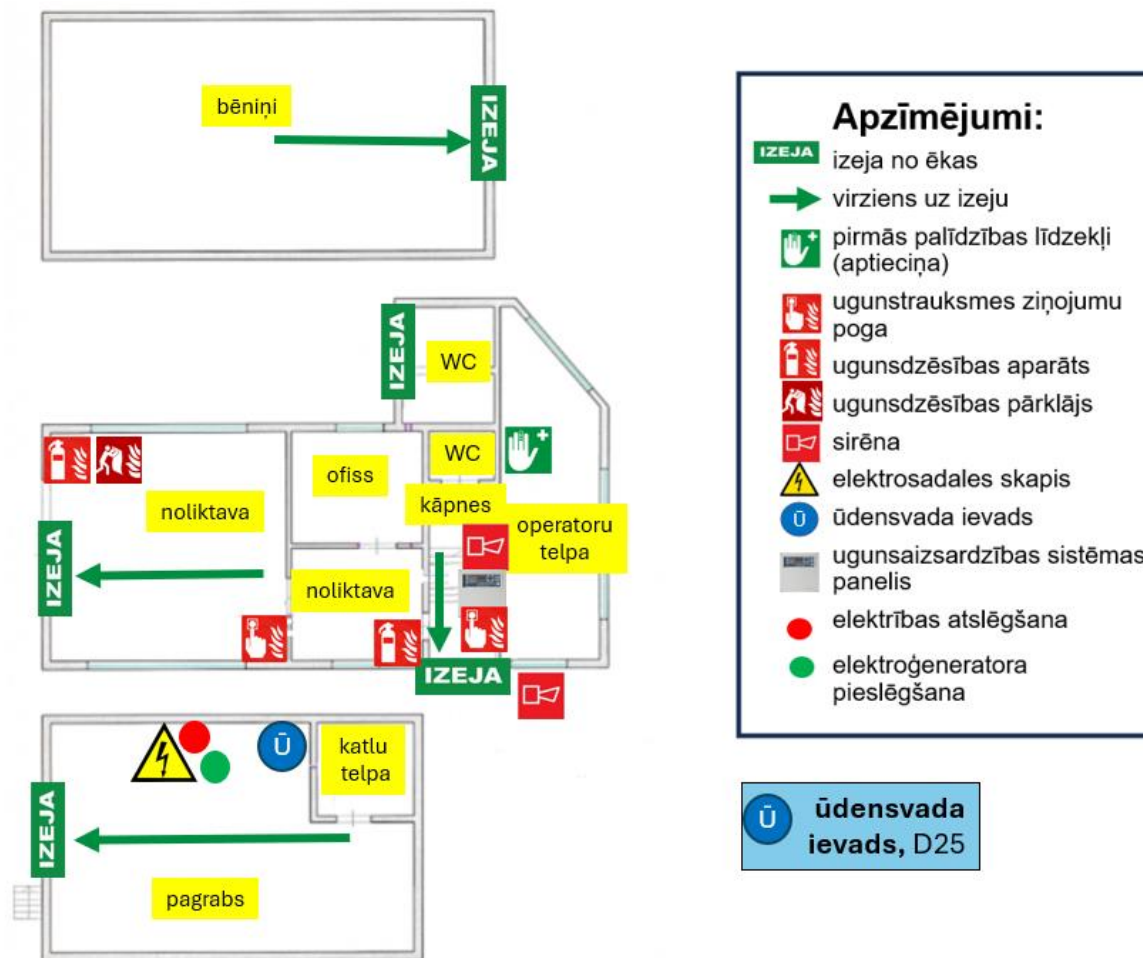 bēniņi
IZEJA
IZEJA
WC
WC
ofiss
noliktava
kāpnes
operatoru
telpa
IZEJA
noliktava
IZEJA
Ū
katlu
telpa
IZEJA
pagrabs
Apzīmējumi:
IZEJA izeja no ēkas
virziens uz izeju
pirmās palīdzības līdzekļi
(aptieciņa)
ugunstrauksmes ziņojumu
poga
ugunsdzēsības aparāts
ugunsdzēsības pārklājs
sirēna
elektrosadales skapis
Ū ūdensvada ievads
ugunsaizsardzības sistēmas
panelis
elektrības atslēgšana
elektroģeneratora
pieslēgšana
Ū ūdensvada
ievads, D25